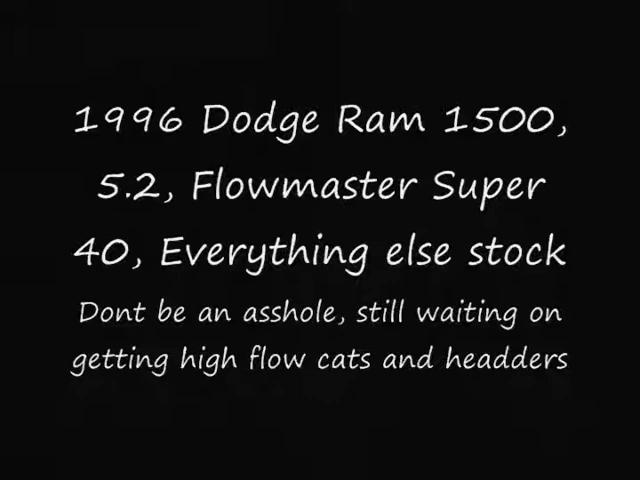 1996 Dodge Ram 1500,
5.2, Flowmaster Super
40, Everything else stock
Dont be an asshole, still waiting on
getting high flow cats and headders